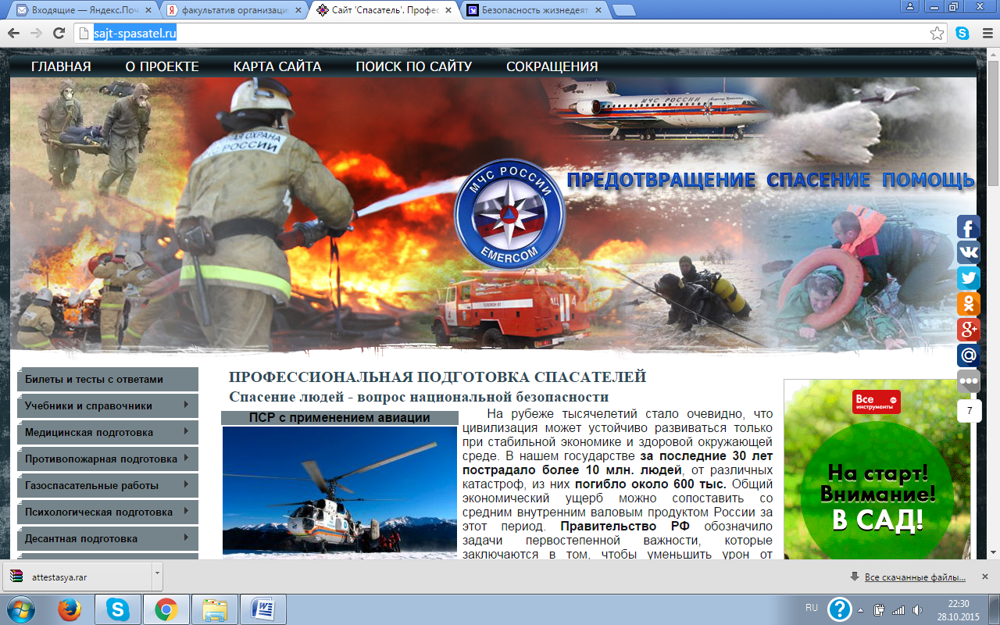 Входящие — Яндекс.Поч
факультатив организаци
Сайт 'Спасатель'. Профес
Безопасность жизнедеят
sajt-spasatel.ru
ГЛАВНАЯ
О ПРОЕКТЕ
КАРТА САЙТА
ПОИСК ПО САЙТУ
СОКРАЩЕНИЯ
МЧС РОССИИ
ОХРАНА
МЧС РОССИИ
МЧС РОССИИ
EMERCOM
ПРЕДОТВРАЩЕНИЕ СПАСЕНИЕ ПОМОЩЬ
7
Билеты и тесты с ответами
Учебники и справочники
Медицинская подготовка
Противопожарная подготовка
Газоспасательные работы
Психологическая подготовка
Десантная подготовка
ПРОФЕССИОНАЛЬНАЯ ПОДГОТОВКА СПАСАТЕЛЕЙ
Спасение людей - вопрос национальной безопасности
ПСР с применением авиации
На рубеже тысячелетий стало очевидно, что
цивилизация может устойчиво развиваться только
при стабильной экономике и здоровой окружающей
среде. В нашем государстве за последние 30 лет
пострадало более 10 млн. людей, от различных
катастроф, из них погибло около 600 тыс. Общий
экономический ущерб можно сопоставить со
средним внутренним валовым продуктом России за
этот период. Правительство РФ обозначило
задачи первостепенной важности, которые
заключаются в том, чтобы уменьшить урон от
Все
инструменты
На старт!
Внимание!
В САД!
attestasya.rar
Все скачанные файлы...
RU
22:30
28.10.2015